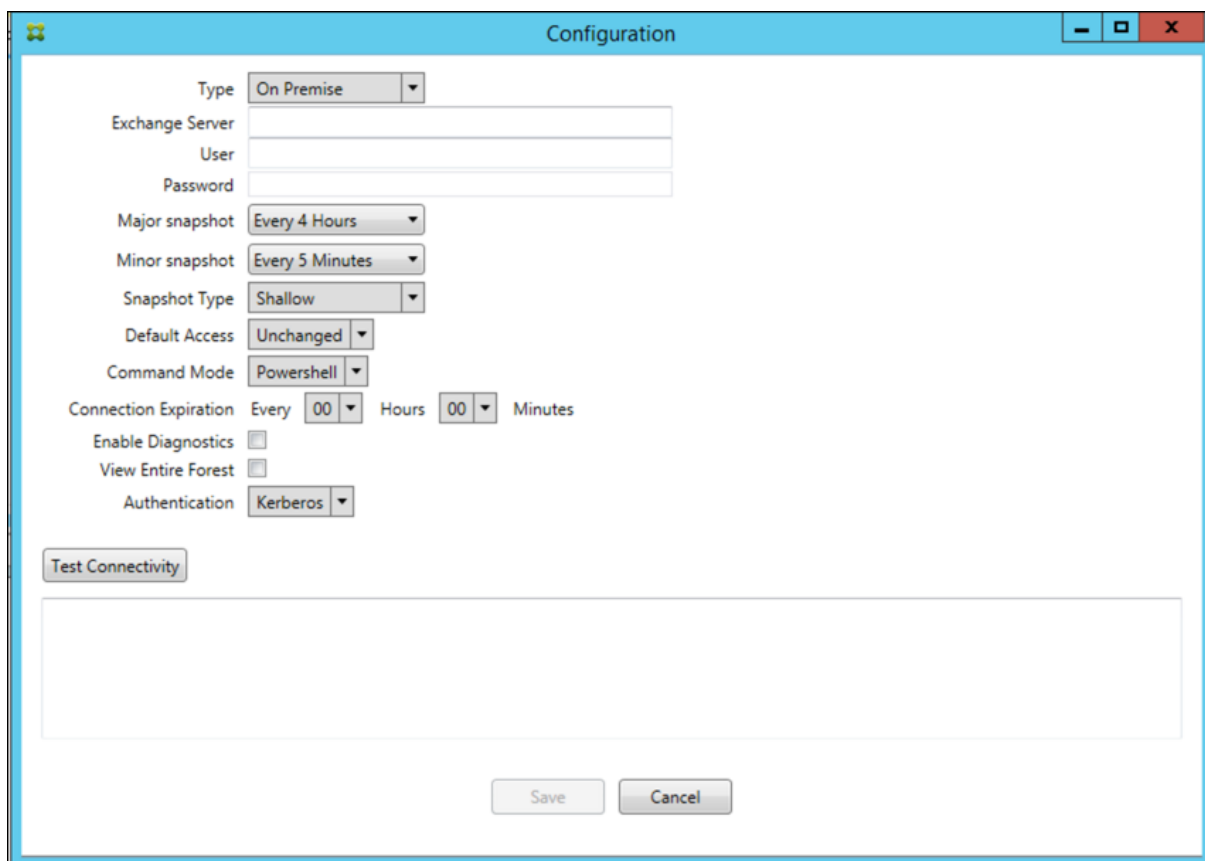 Configuration
Type On Premise
Exchange Server
User
Password
Major snapshot Every 4 Hours
Minor snapshot Every 5 Minutes
Snapshot Type Shallow
Default Access Unchanged
Command Mode Powershell
Connection Expiration Every 00 Hours 00 Minutes
Enable Diagnostics
View Entire Forest
Authentication Kerberos
Test Connectivity
Save Cancel